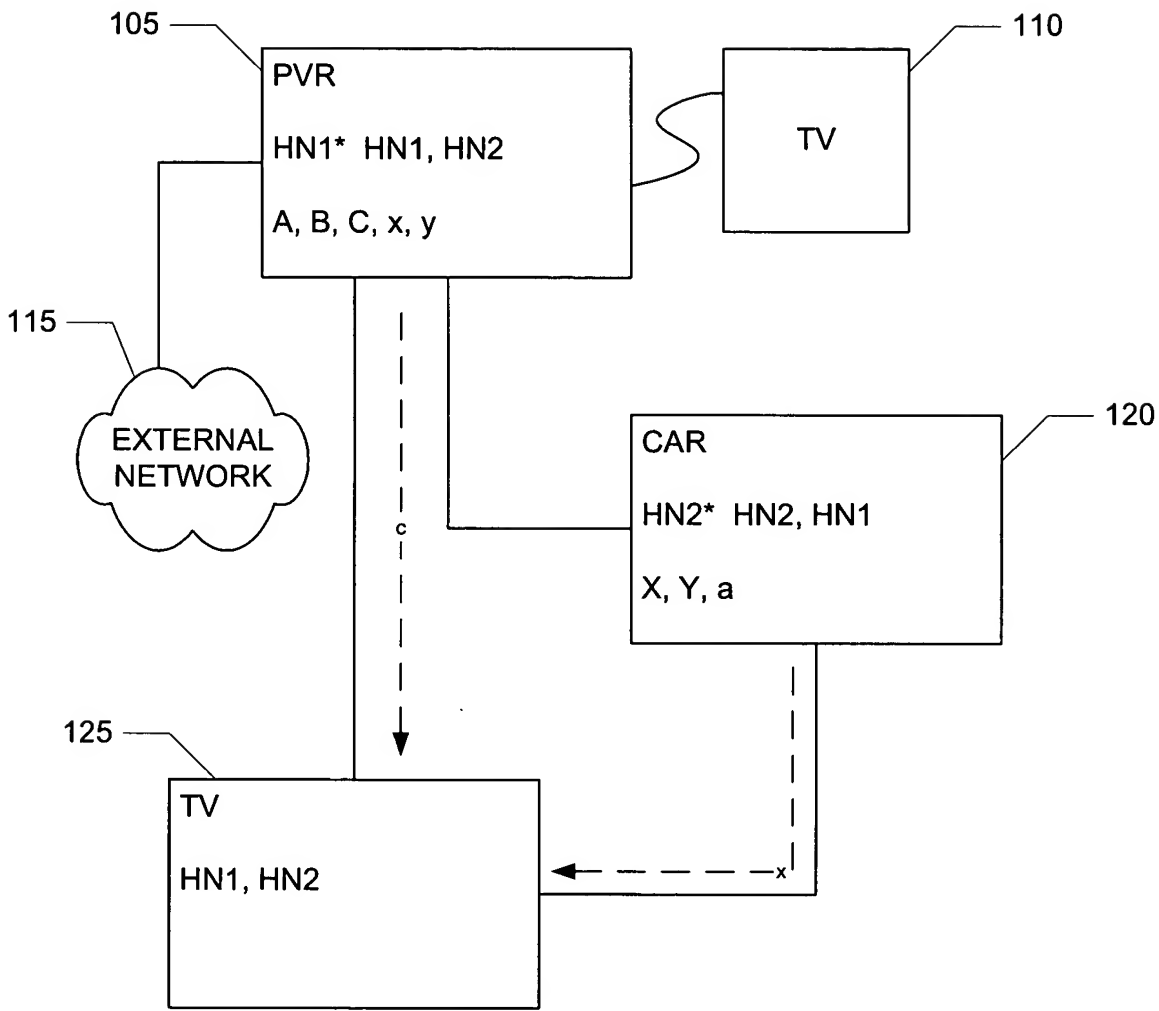 105
110
PVR
TV
HN1* HN1, HN2
A, B, C, x, y
115
EXTERNAL
NETWORK
120
CAR
HN2* HN2, HN1
X, Y, a
c
125
TV
HN1, HN2
x